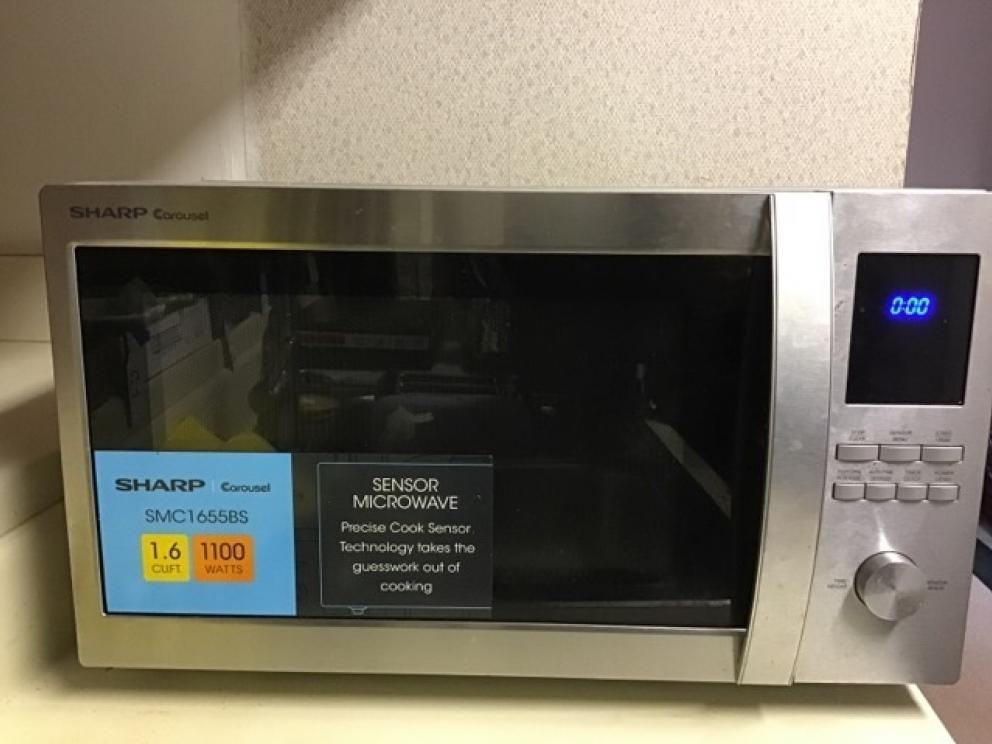 SHARP Carousel
0:00
SHARP | Carousel
SMC1655BS
1.6
CU.FT.
1100
WATTS
SENSOR
MICROWAVE
Precise Cook Sensor
Technology takes the
guesswork out of
cooking